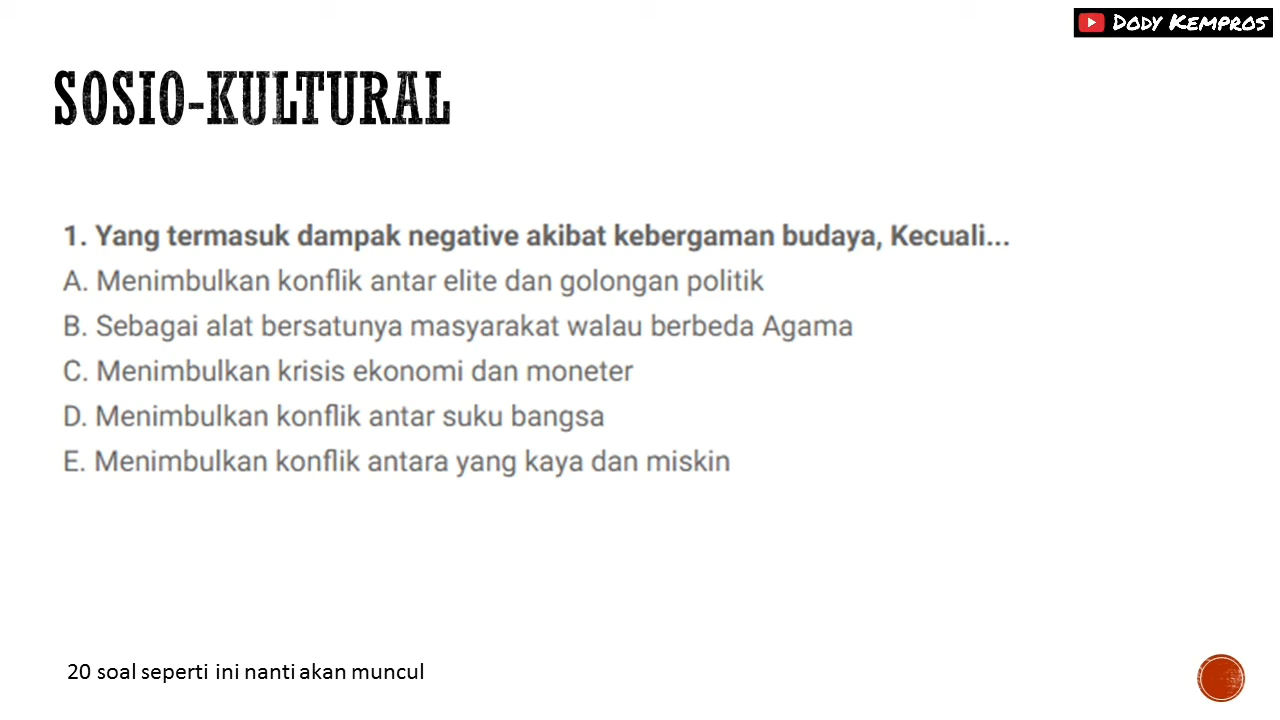 Dody Kempros
SOSIO-KULTURAL
1. Yang termasuk dampak negative akibat kebergaman budaya, Kecuali...
A. Menimbulkan konflik antar elite dan golongan politik
B. Sebagai alat bersatunya masyarakat walau berbeda Agama
C. Menimbulkan krisis ekonomi dan moneter
D. Menimbulkan konflik antar suku bangsa
E. Menimbulkan konflik antara yang kaya dan miskin
20 soal seperti ini nanti akan muncul